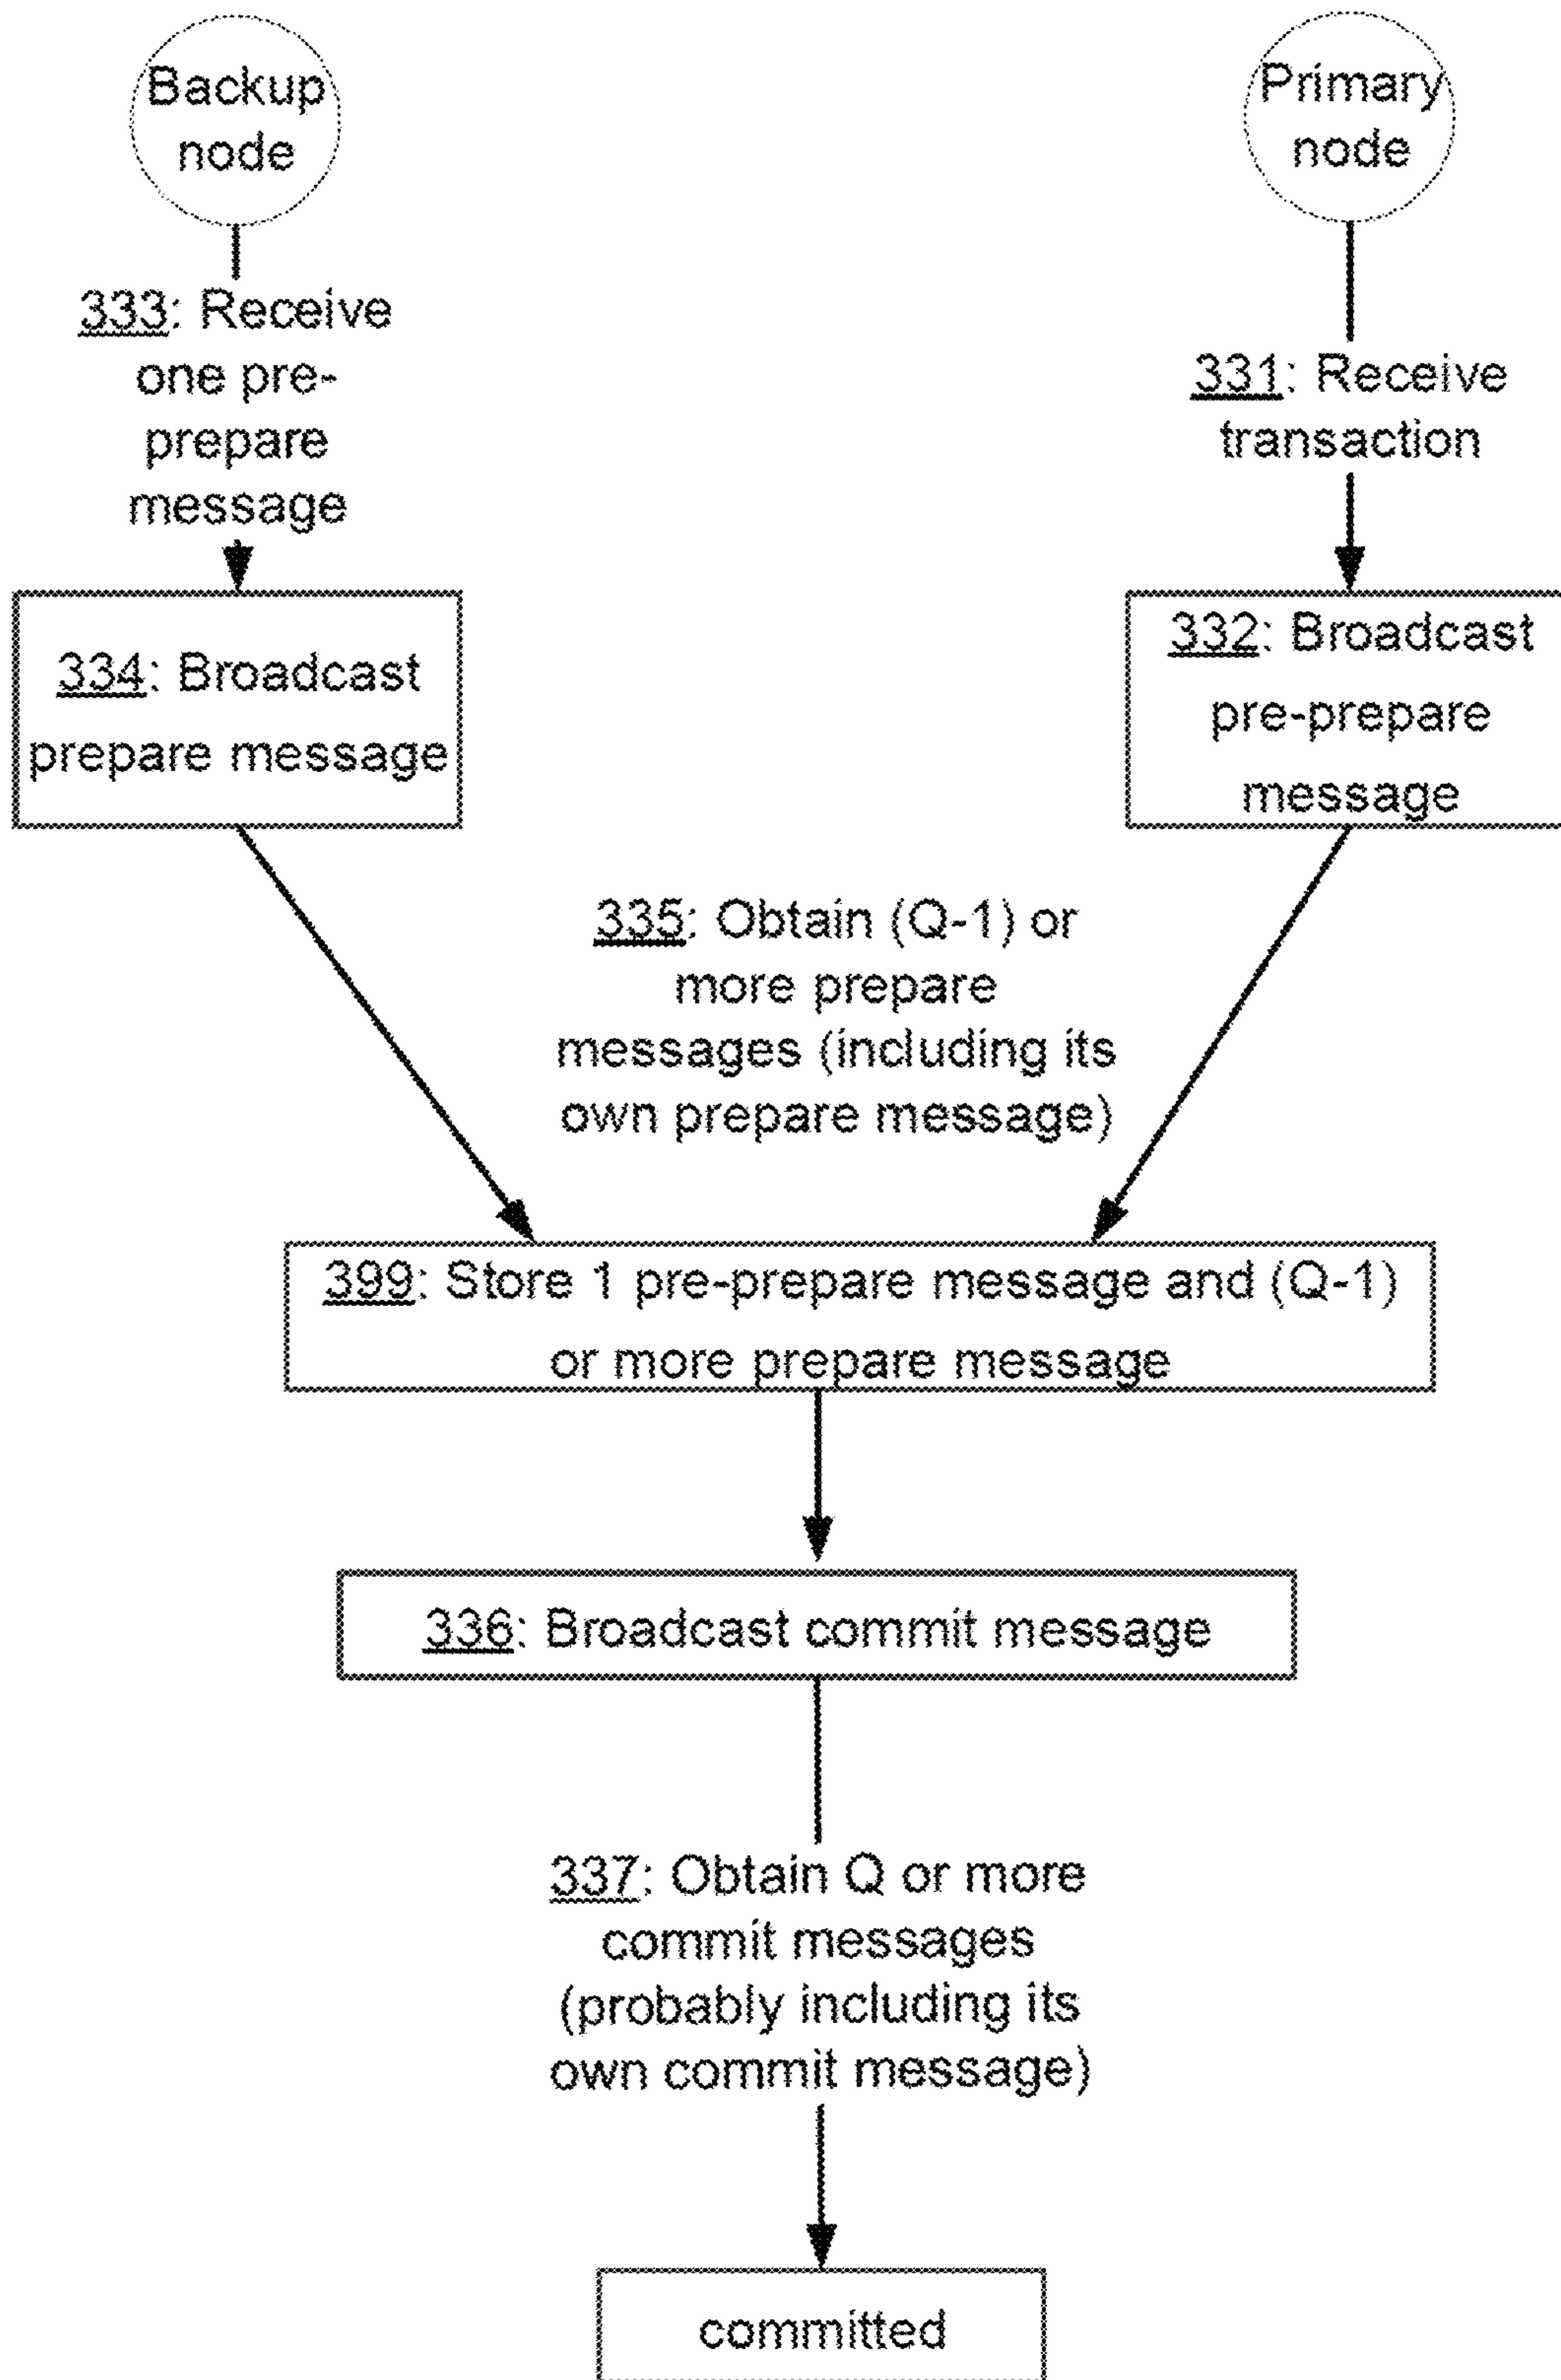 Backup
node
Primary
node
333: Receive
one pre-
prepare
message
331: Receive
transaction
334: Broadcast
prepare message
332: Broadcast
pre-prepare
message
335: Obtain (Q-1) or
more prepare
messages (including its
own prepare message)
399: Store 1 pre-prepare message and (Q-1)
or more prepare message
336: Broadcast commit message
337: Obtain Q or more
commit messages
(probably including its
own commit message)
committed